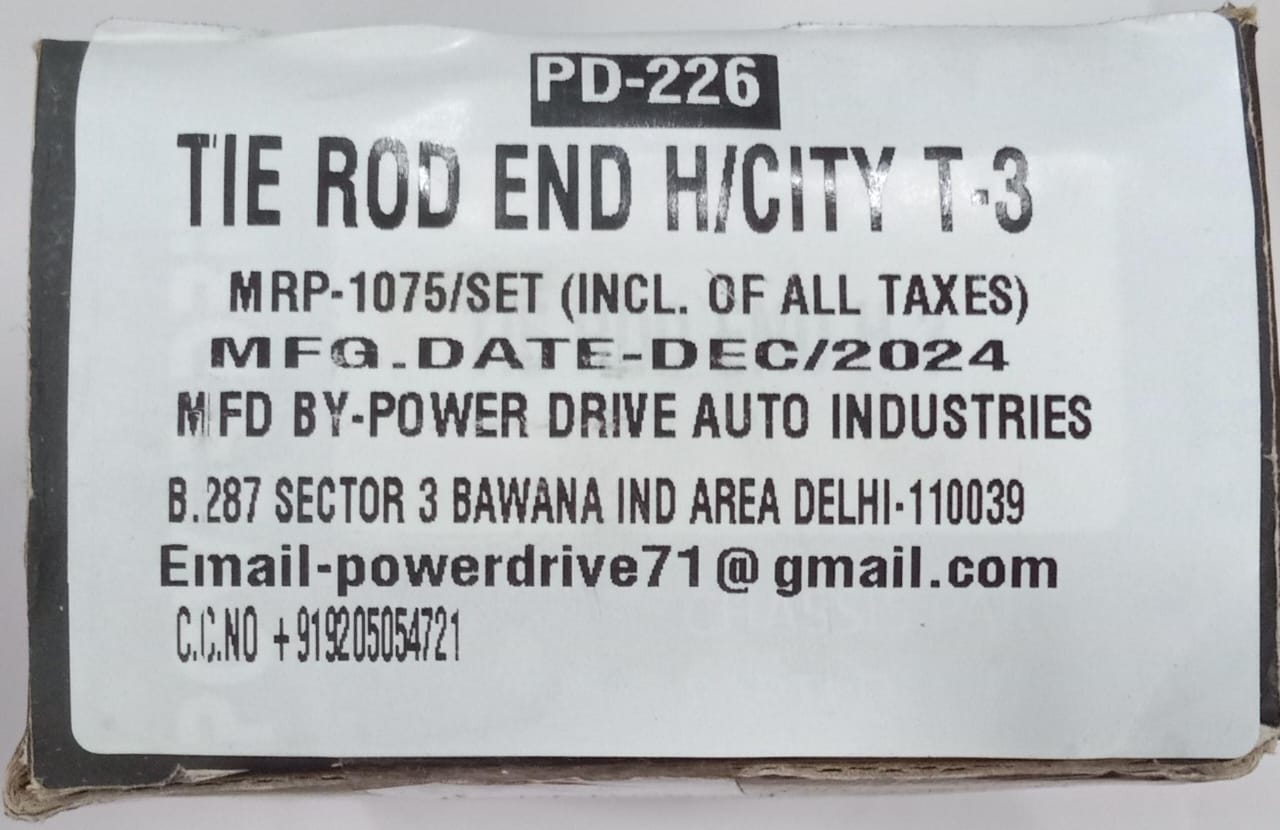 PD-226
TIE ROD END H/CITY T-3
MRP-1075/SET (INCL. OF ALL TAXES)
MFG.DATE-DEC/2024
MFD BY-POWER DRIVE AUTO INDUSTRIES
B.287 SECTOR 3 BAWANA IND AREA DELHI-110039
Email-powerdrive71@gmail.com
C.C.NO +919205054721